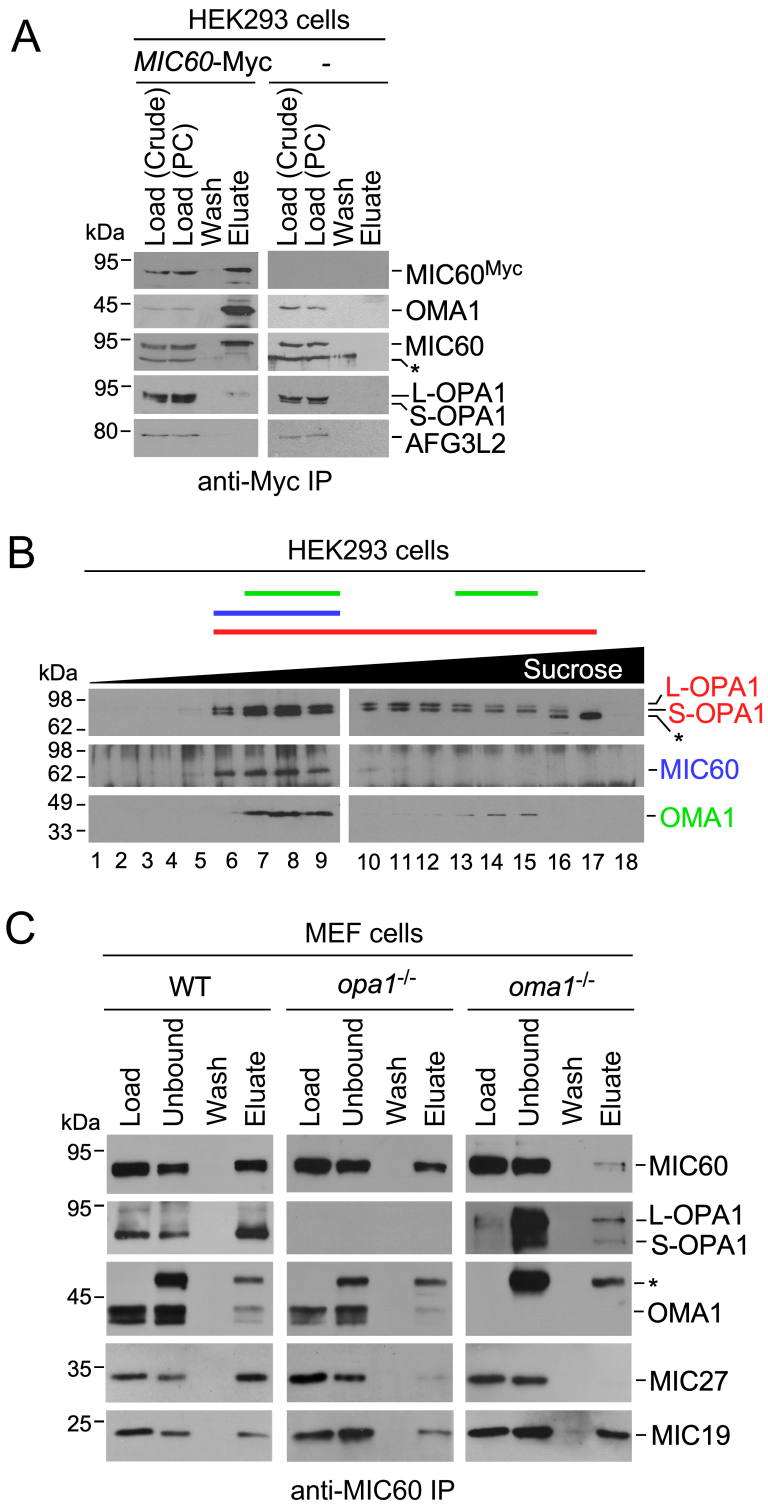 A
HEK293 cells
MIC60-Myc -
Load (Crude) Load (PC) Wash Eluate Load (Crude) Load (PC) Wash Eluate
kDa
95 MIC60Myc
45 OMA1
95 MIC60
*
95 L-OPA1
S-OPA1
80 AFG3L2
anti-Myc IP
B
HEK293 cells
Sucrose
kDa
98 L-OPA1
62 S-OPA1
*
98
62 MIC60
49 OMA1
33
1 2 3 4 5 6 7 8 9 10 11 12 13 14 15 16 17 18
C
MEF cells
WT opa1-/- oma1-/-
Load Unbound Wash Eluate Load Unbound Wash Eluate Load Unbound Wash Eluate
kDa
95 MIC60
95 L-OPA1
S-OPA1
*
45 OMA1
35 MIC27
25 MIC19
anti-MIC60 IP